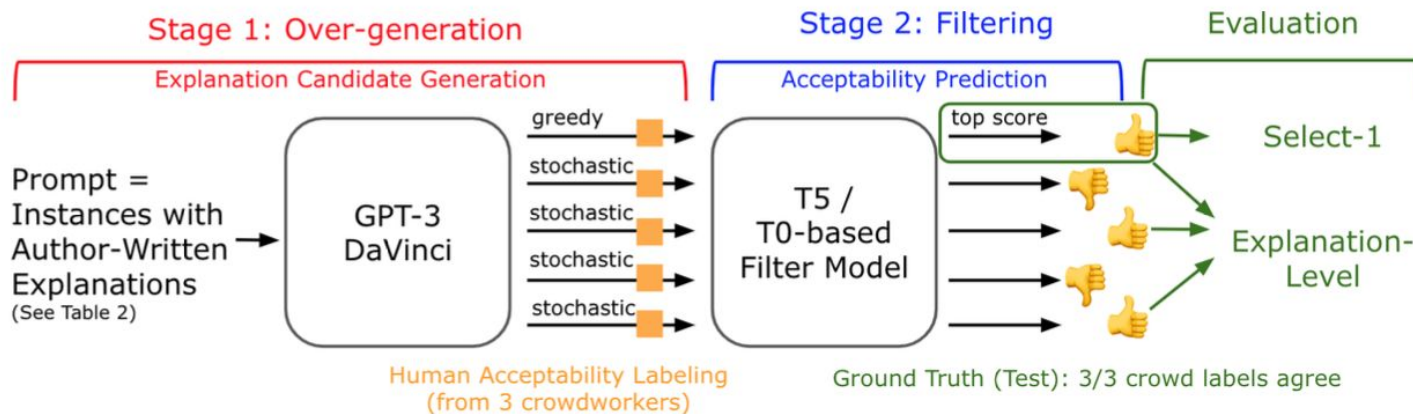 Stage 1: Over-generation
Stage 2: Filtering
Evaluation
Explanation Candidate Generation
Acceptability Prediction
Prompt =
Instances with
Author-Written
Explanations
(See Table 2)
GPT-3
DaVinci
greedy
stochastic
stochastic
stochastic
stochastic
T5 /
T0-based
Filter Model
top score
Select-1
Explanation-
Level
Human Acceptability Labeling
(from 3 crowdworkers)
Ground Truth (Test): 3/3 crowd labels agree